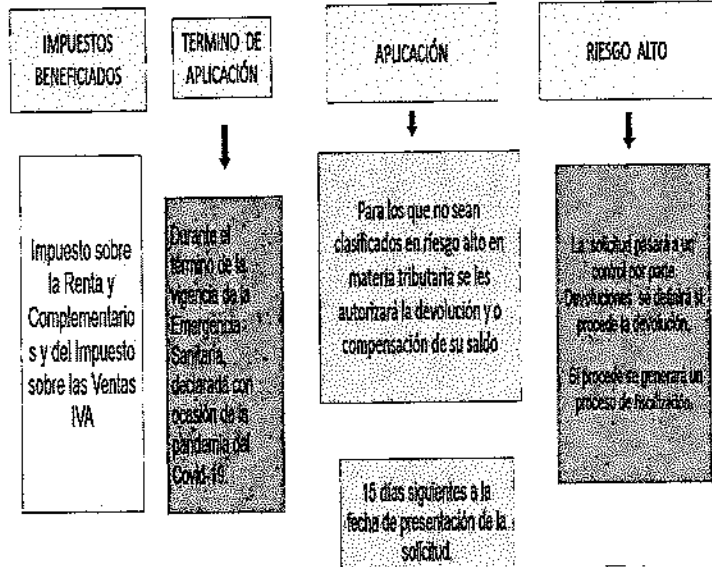 IMPUESTOS
BENEFICIADOS
TERMINO DE
APLICACIÓN
APLICACIÓN
RIESGO ALTO
Impuesto sobre
la Renta y
Complementario
s y del Impuesto
sobre las Ventas
IVA
Durante el
término de la
vigencia de la
Emergencia
Sanitaria,
declarada con
ocasión de la
pandemia del
Covid-19.
Para los que no sean
clasificados en riesgo alto en
materia tributaria se les
autorizará la devolución y o
compensación de su saldo
15 días siguientes a la
fecha de presentación de la
solicitud.
La solicitud pasará a un
control por parte
Devoluciones se definirá si
procede la devolución.
Si procede se generara un
proceso de fiscalización.